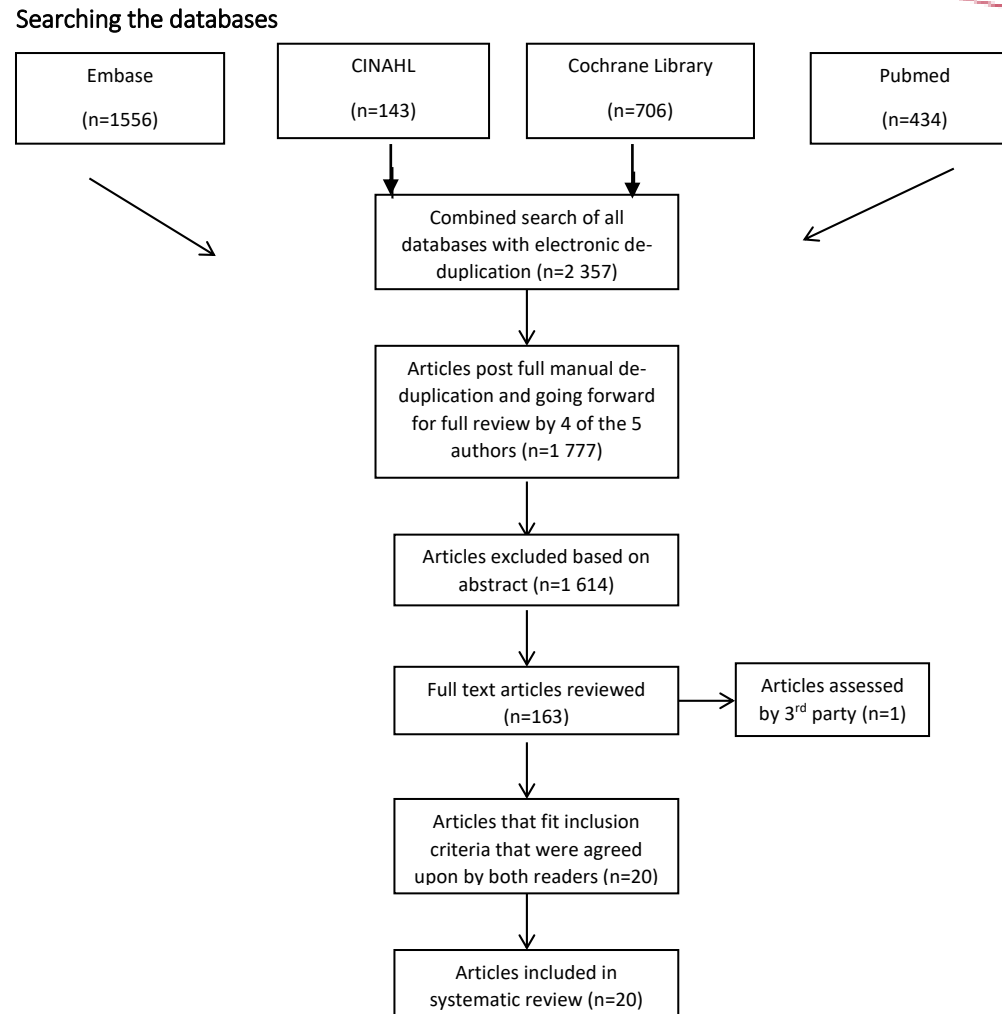 Searching the databases
Embase
(n=1556)
CINAHL
(n=143)
Cochrane Library
(n=706)
Pubmed
(n=434)
Combined search of all
databases with electronic de-
duplication (n=2 357)
Articles post full manual de-
duplication and going forward
for full review by 4 of the 5
authors (n=1 777)
Articles excluded based on
abstract (n=1 614)
Full text articles reviewed
(n=163)
Articles assessed
by 3rd party (n=1)
Articles that fit inclusion
criteria that were agreed
upon by both readers (n=20)
Articles included in
systematic review (n=20)